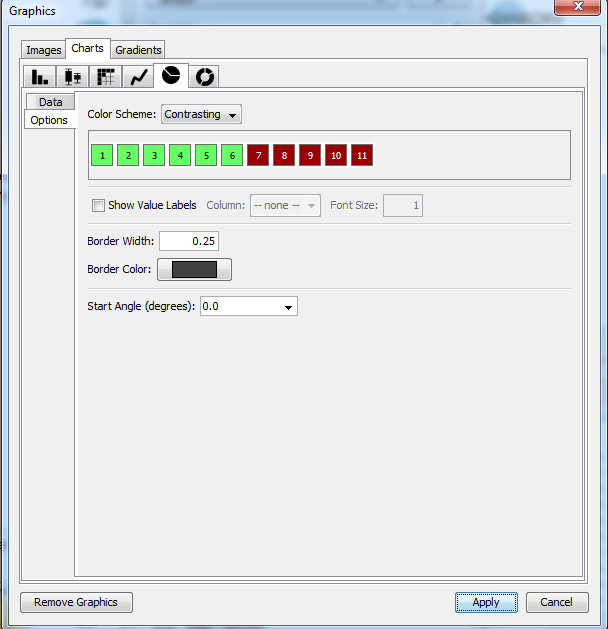 Graphics
Images Charts Gradients
Data
Options
Color Scheme: Contrasting
1 2 3 4 5 6 7 8 9 10 11
Show Value Labels Column: -- none -- Font Size: 1
Border Width: 0.25
Border Color:
Start Angle (degrees): 0.0
Remove Graphics Apply Cancel